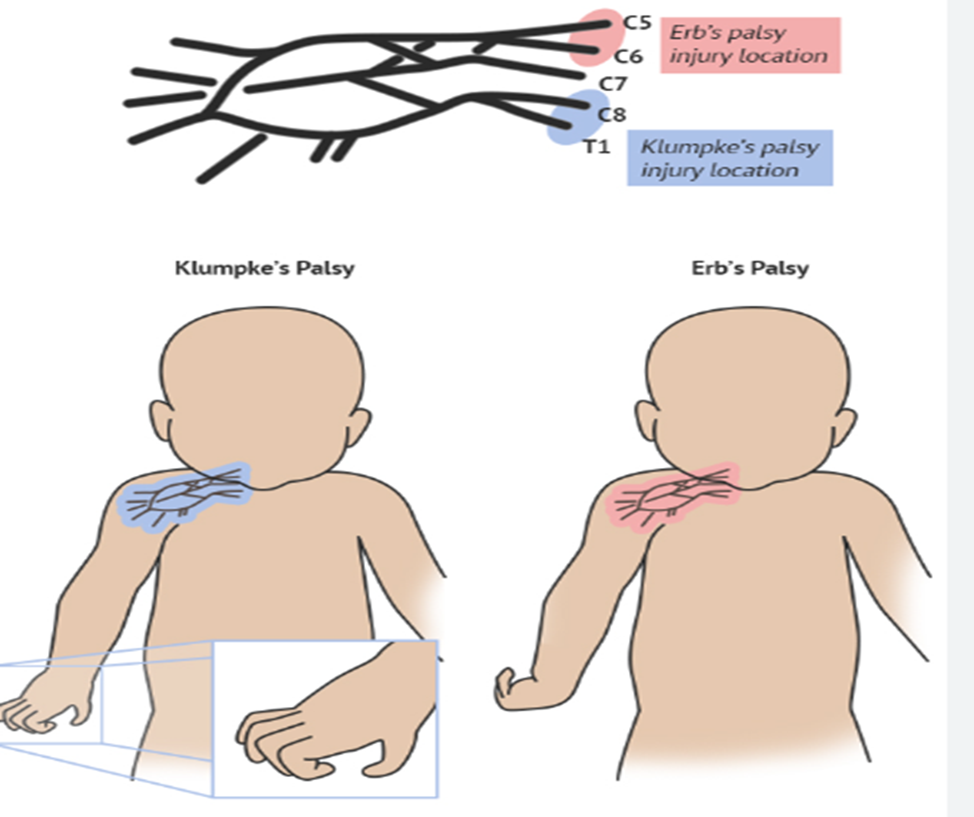 C5
Erb's palsy
injury location
C6
C7
C8
T1
Klumpke's palsy
injury location
Klumpke's Palsy
Erb's Palsy